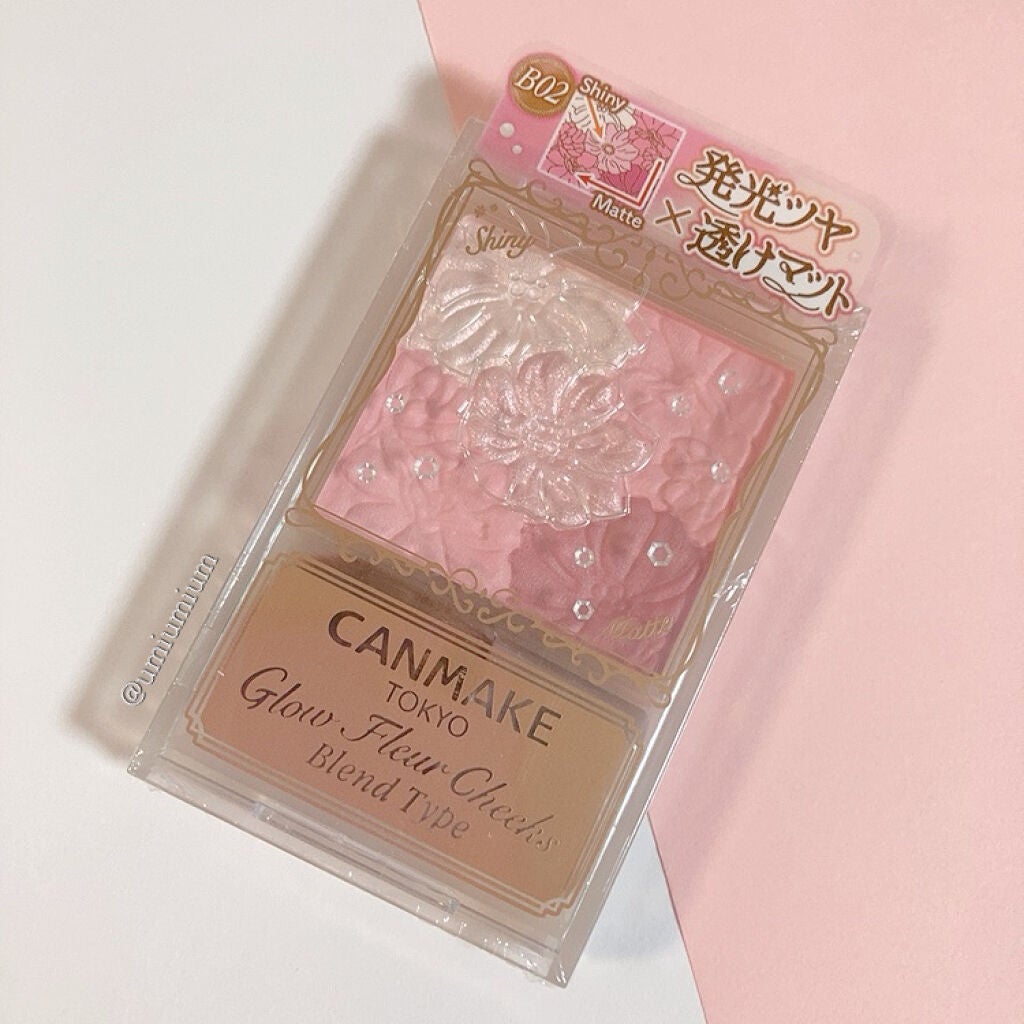 B02
Shiny
Matte
発光ツヤ
×透けマット
Shiny
Matte
CANMAKE
TOKYO
Glow Fleur Cheeks
Blend Type
@umiumium